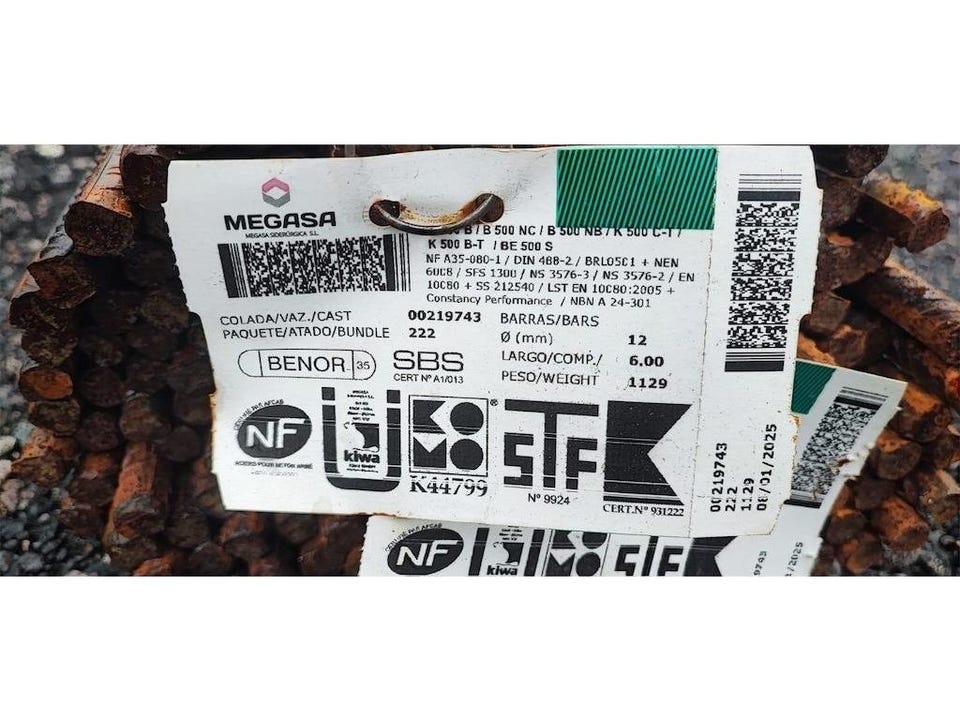 MEGASA
MEGASA SIDERÚRGICA S.L.
B / B 500 NC / B 500 NB / K 500 C-T /
K 500 B-T / BE 500 S
NF A35-080-1 / DIN 488-2 / BRL0501 + NEN
6008 / SFS 1300 / NS 3576-3 / NS 3576-2 / EN
10080 + SS 212540 / LST EN 10080:2005 +
Constancy Performance / NBN A 24-301
COLADA/VAZ./CAST 00219743
PAQUETE/ATADO/BUNDLE 222
BARRAS/BARS
Ø (mm) 12
LARGO/COMP./ 6.00
PESO/WEIGHT 1129
BENOR 35
SBS
CERT Nº A1/013
NF
kiwa
KOMO®
K44799
STF
Nº 9924
K
CERT.Nº 931222
00219743
222
1129
08/01/2025
NF
kiwa